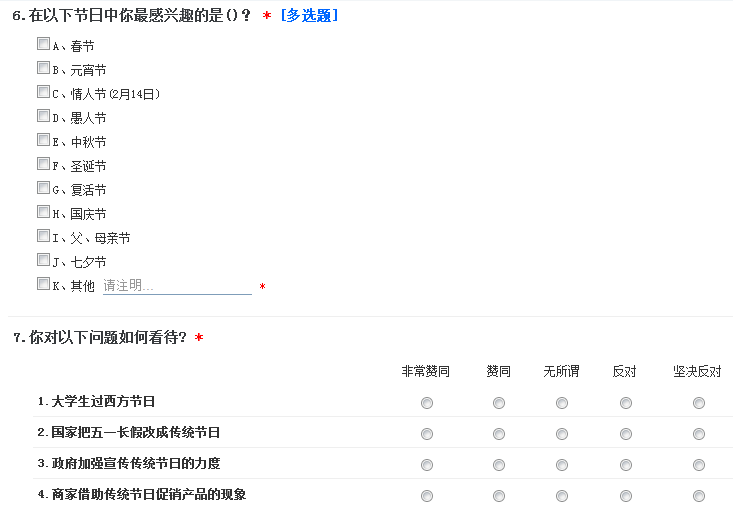 6.在以下节日中你最感兴趣的是()? * [多选题]
A、春节
B、元宵节
C、情人节(2月14日)
D、愚人节
E、中秋节
F、圣诞节
G、复活节
H、国庆节
I、父、母亲节
J、七夕节
K、其他 请注明... *
7.你对以下问题如何看待? *
非常赞同 赞同 无所谓 反对 坚决反对
1.大学生过西方节日
2.国家把五一长假改成传统节日
3.政府加强宣传传统节日的力度
4.商家借助传统节日促销产品的现象